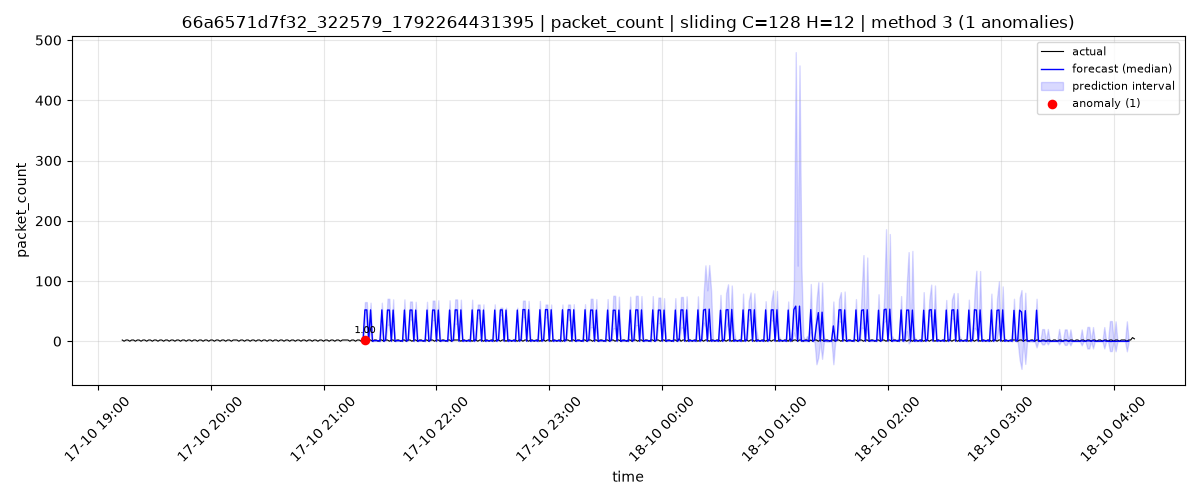 66a6571d7f32_322579_1792264431395 | packet_count | sliding C=128 H=12 | method 3 (1 anomalies)
actual
forecast (median)
prediction interval
anomaly (1)
500
400
300
200
100
0
1.00
packet_count
17-10 19:00
17-10 20:00
17-10 21:00
17-10 22:00
17-10 23:00
18-10 00:00
18-10 01:00
18-10 02:00
18-10 03:00
18-10 04:00
time